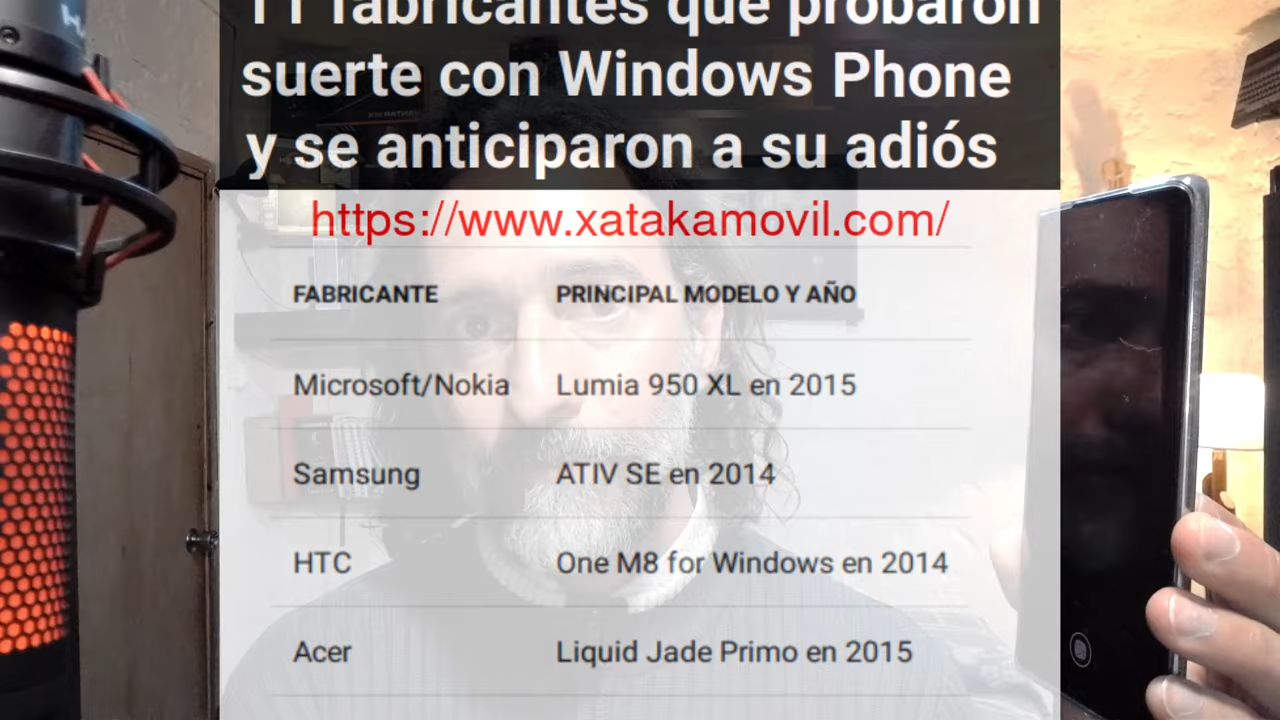 11 fabricantes que probaron
suerte con Windows Phone
y se anticiparon a su adiós
https://www.xatakamovil.com/
FABRICANTE PRINCIPAL MODELO Y AÑO
Microsoft/Nokia Lumia 950 XL en 2015
Samsung ATIV SE en 2014
HTC One M8 for Windows en 2014
Acer Liquid Jade Primo en 2015